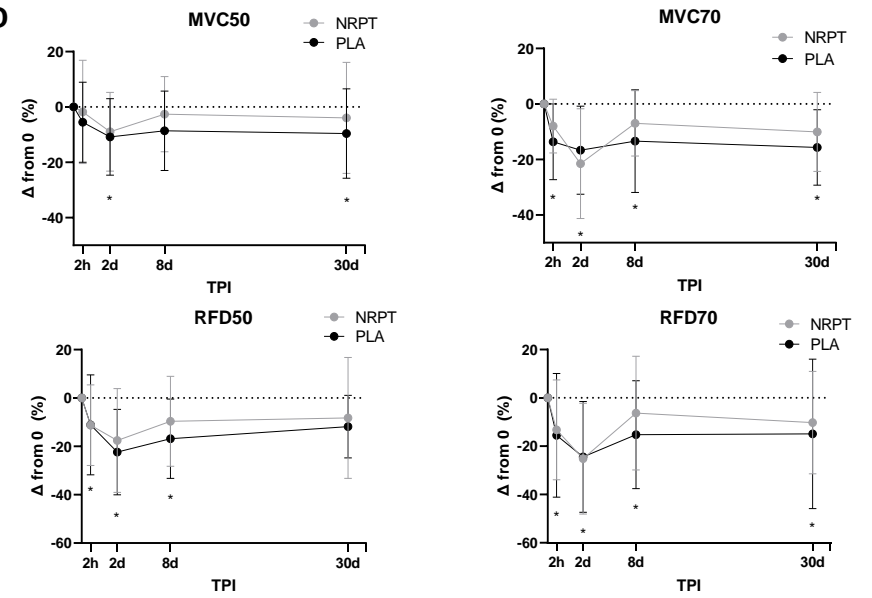 D
MVC50
NRPT
PLA
20
0
-20
-40
Δ from 0 (%)
*
*
2h 2d 8d 30d
TPI
MVC70
NRPT
PLA
20
0
-20
-40
Δ from 0 (%)
*
*
*
*
2h 2d 8d 30d
TPI
RFD50
NRPT
PLA
20
0
-20
-40
-60
Δ from 0 (%)
*
*
*
2h 2d 8d 30d
TPI
RFD70
NRPT
PLA
20
0
-20
-40
-60
Δ from 0 (%)
*
*
*
*
2h 2d 8d 30d
TPI